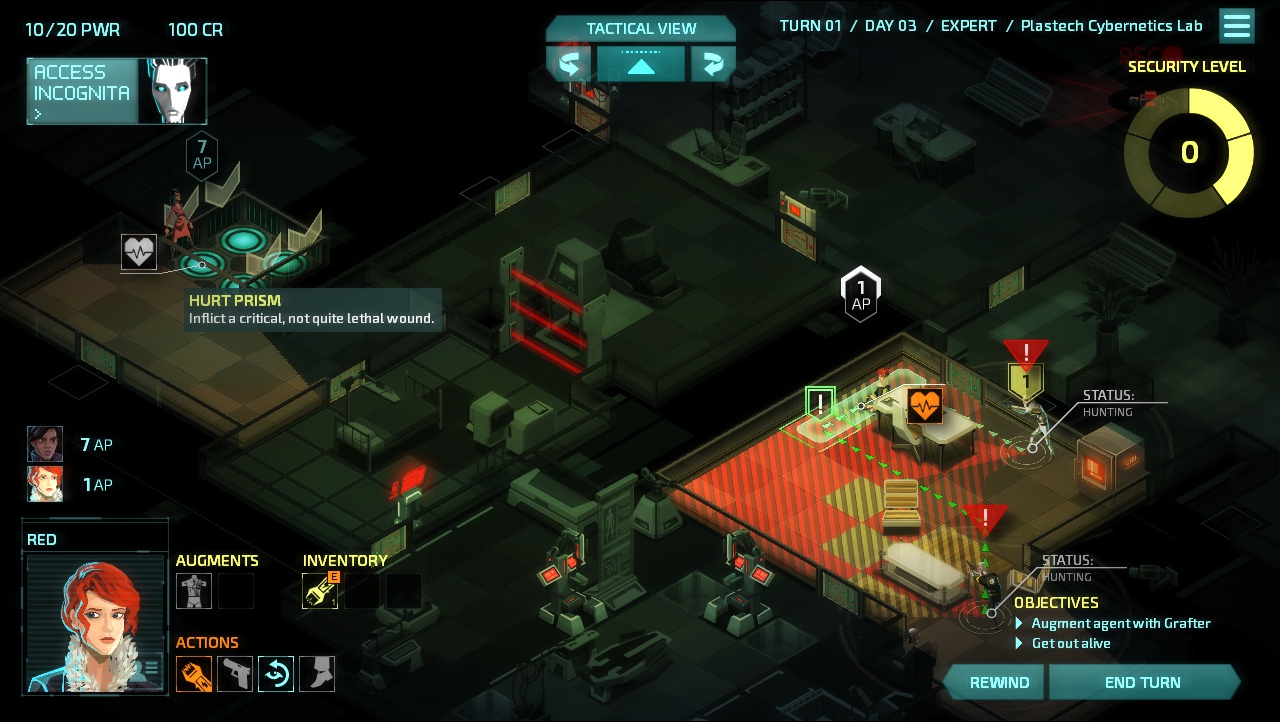 10/20 PWR
100 CR
TACTICAL VIEW
TURN 01 / DAY 03 / EXPERT / Plastech Cybernetics Lab
REC
SECURITY LEVEL
0
ACCESS
INCOGNITA
>
7
AP
HURT PRISM
Inflict a critical, not quite lethal wound.
1
AP
!
!
1
STATUS:
HUNTING
!
STATUS:
HUNTING
7 AP
1 AP
RED
AUGMENTS
INVENTORY
E
1
ACTIONS
OBJECTIVES
Augment agent with Grafter
Get out alive
REWIND
END TURN